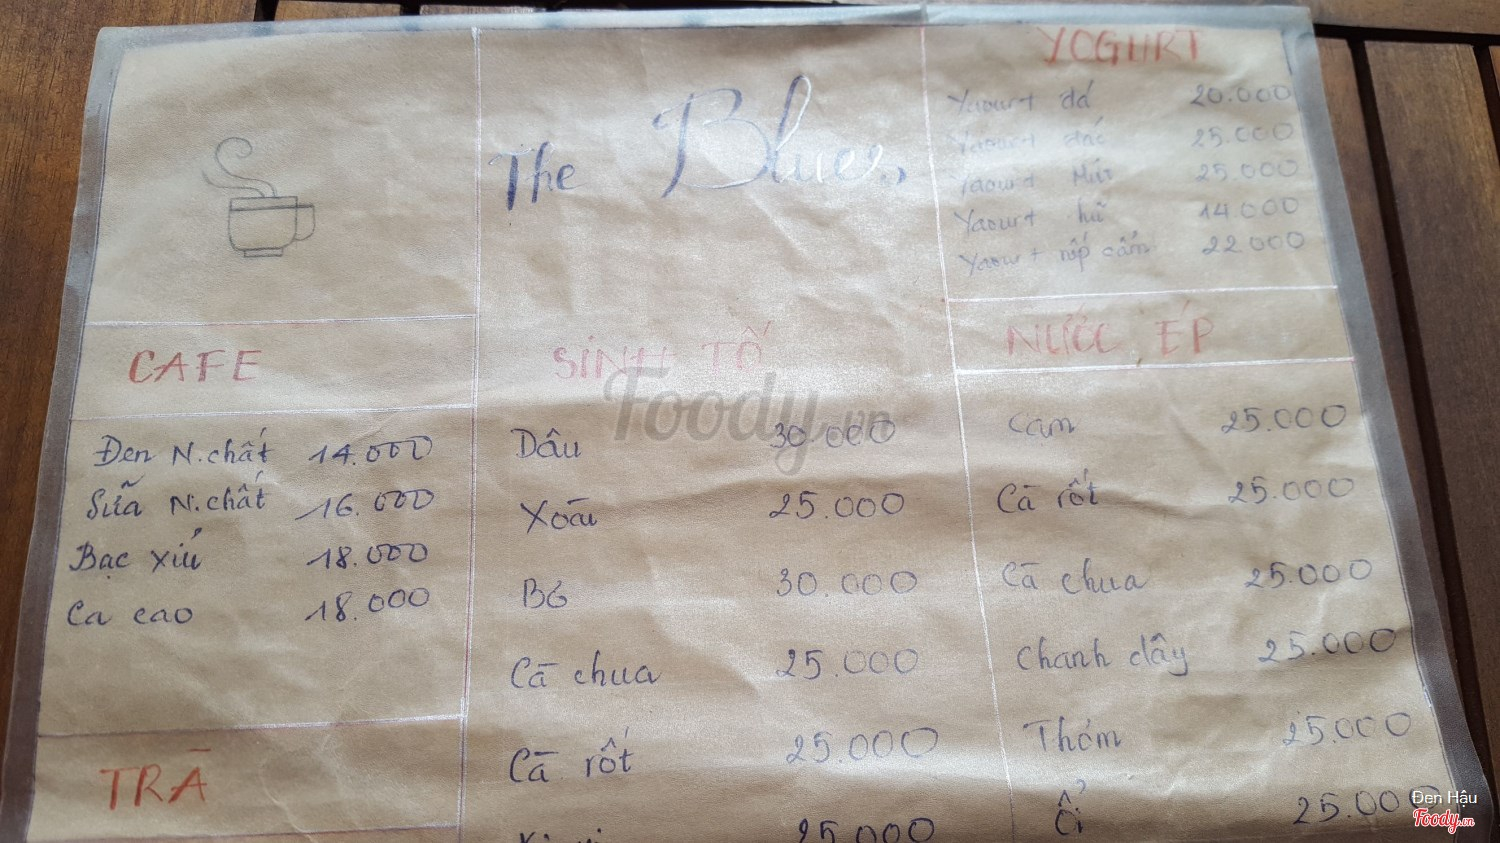 The Blues
CAFE
Đen N.chất 14.000
Sữa N.chất 16.000
Bạc xỉu 18.000
Ca cao 18.000
TRÀ
SINH TỐ
Dâu 30.000
Xoài 25.000
Bơ 30.000
Cà chua 25.000
Cà rốt 25.000
25.000
YOGURT
Yaourt đá 20.000
Yaourt đác 25.000
Yaourt Mít 25.000
Yaourt hũ 14.000
Yaourt nếp cẩm 22.000
NƯỚC ÉP
Cam 25.000
Cà rốt 25.000
Cà chua 25.000
Chanh dây 25.000
Thơm 25.000
Ổi 25.000
Foody.vn
Đen Hậu
Foody.vn